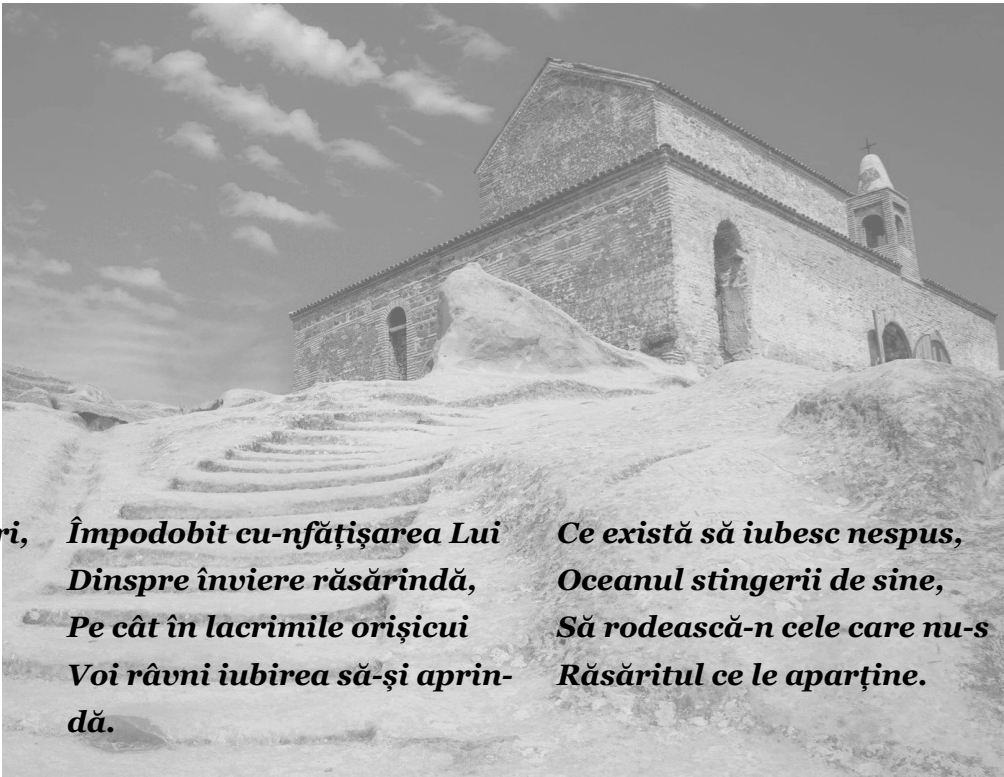 ri,
Împodobit cu-nfățișarea Lui
Dinspre înviere răsărindă,
Pe cât în lacrimile orișicui
Voi râvni iubirea să-și aprin-
dă.
Ce există să iubesc nespus,
Oceanul stingerii de sine,
Să rodească-n cele care nu-s
Răsăritul ce le aparține.